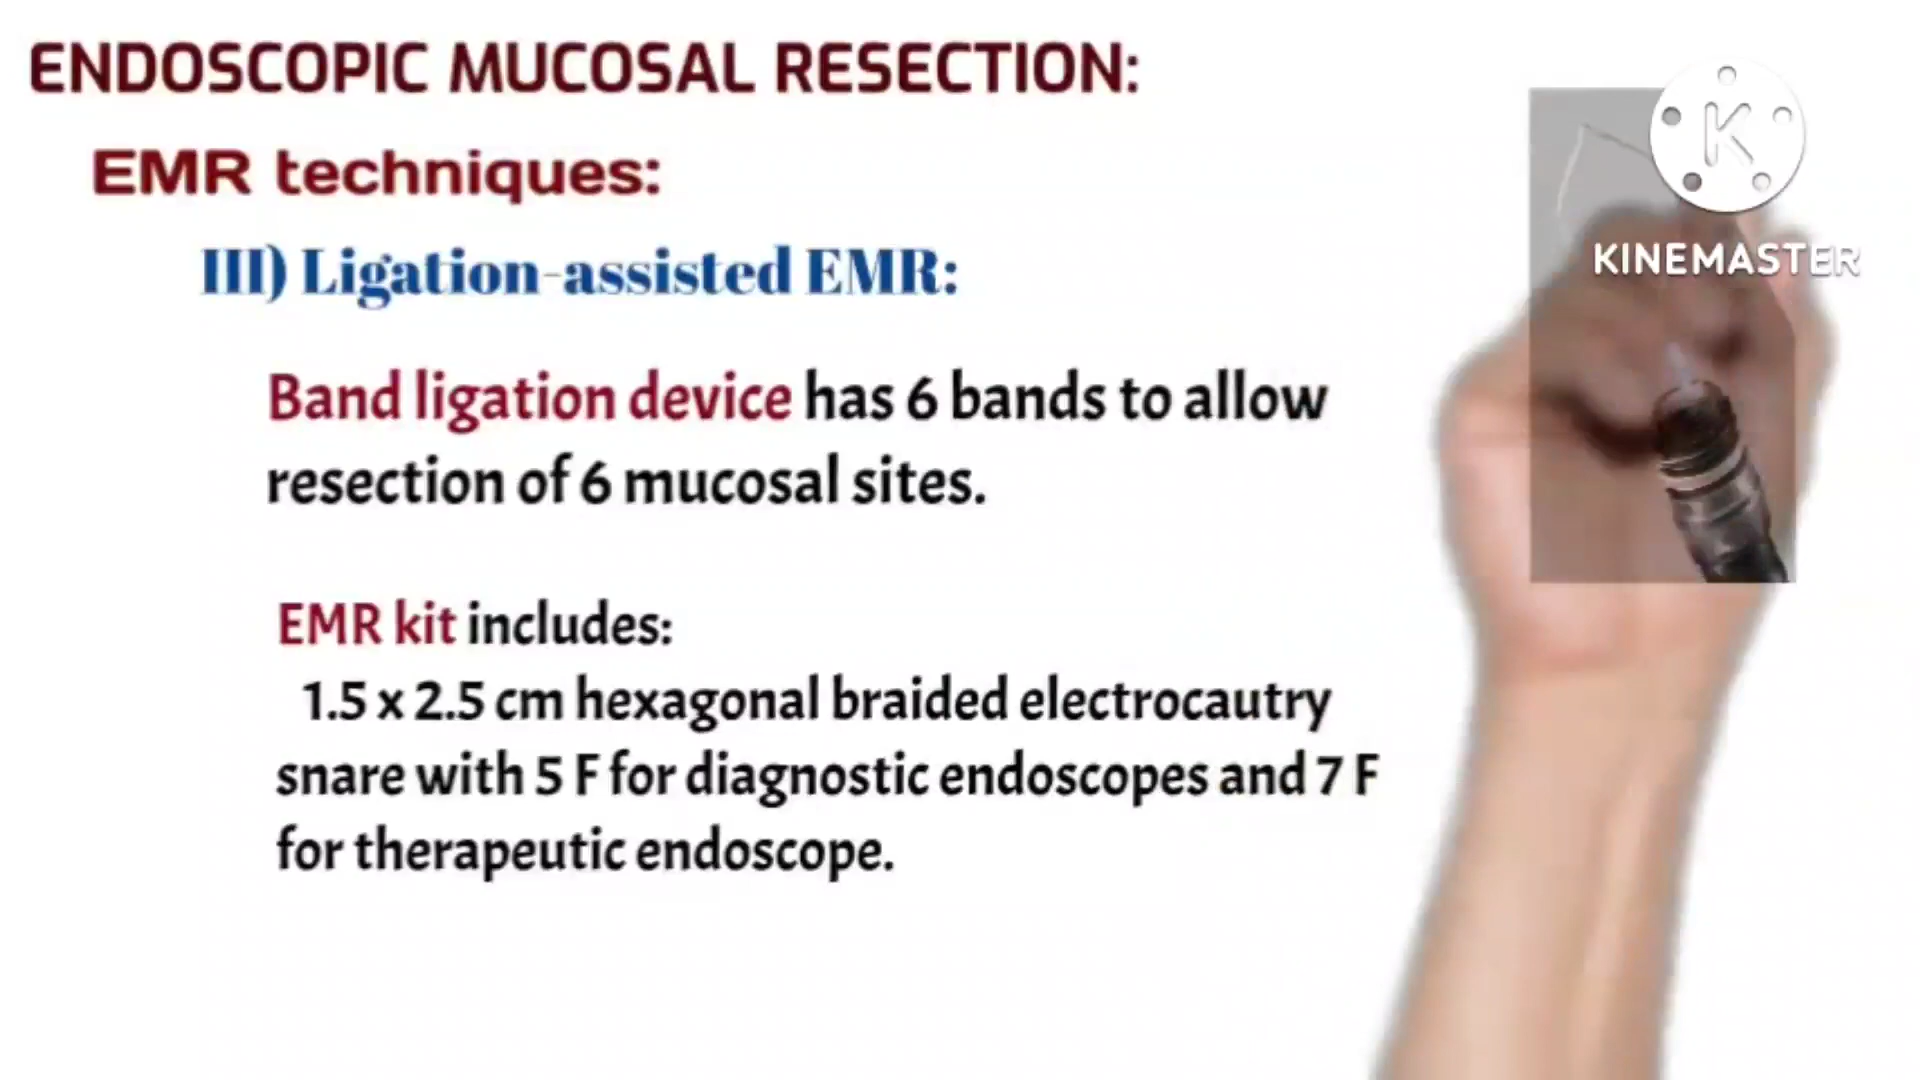 ENDOSCOPIC MUCOSAL RESECTION:
EMR techniques:
III) Ligation-assisted EMR:
Band ligation device has 6 bands to allow
resection of 6 mucosal sites.
EMR kit includes:
1.5 x 2.5 cm hexagonal braided electrocautry
snare with 5 F for diagnostic endoscopes and 7 F
for therapeutic endoscope.
K
KINEMASTER